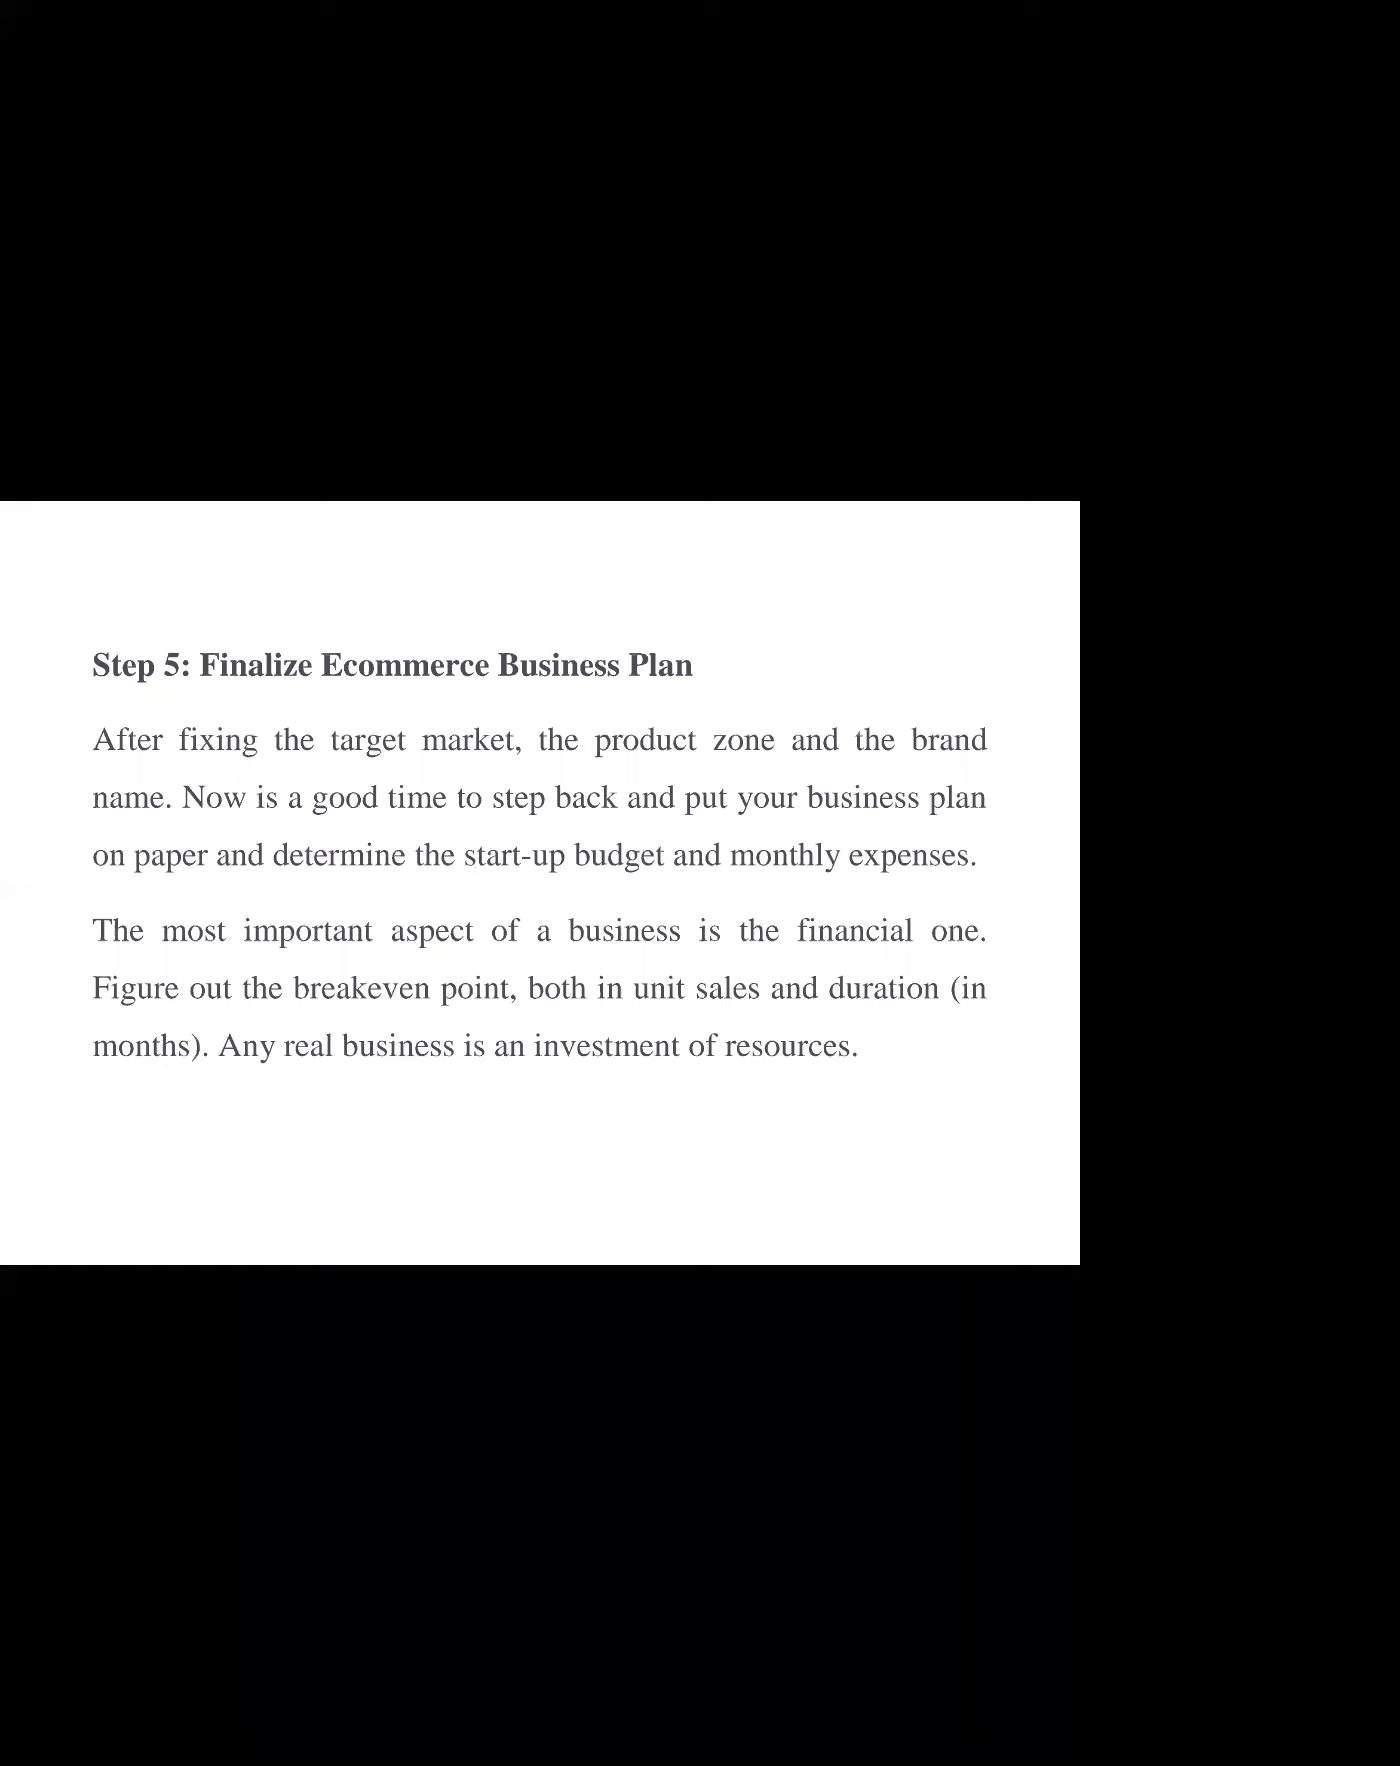 Step 5: Finalize Ecommerce Business Plan
After fixing the target market, the product zone and the brand
name. Now is a good time to step back and put your business plan
on paper and determine the start-up budget and monthly expenses.
The most important aspect of a business is the financial one.
Figure out the breakeven point, both in unit sales and duration (in
months). Any real business is an investment of resources.